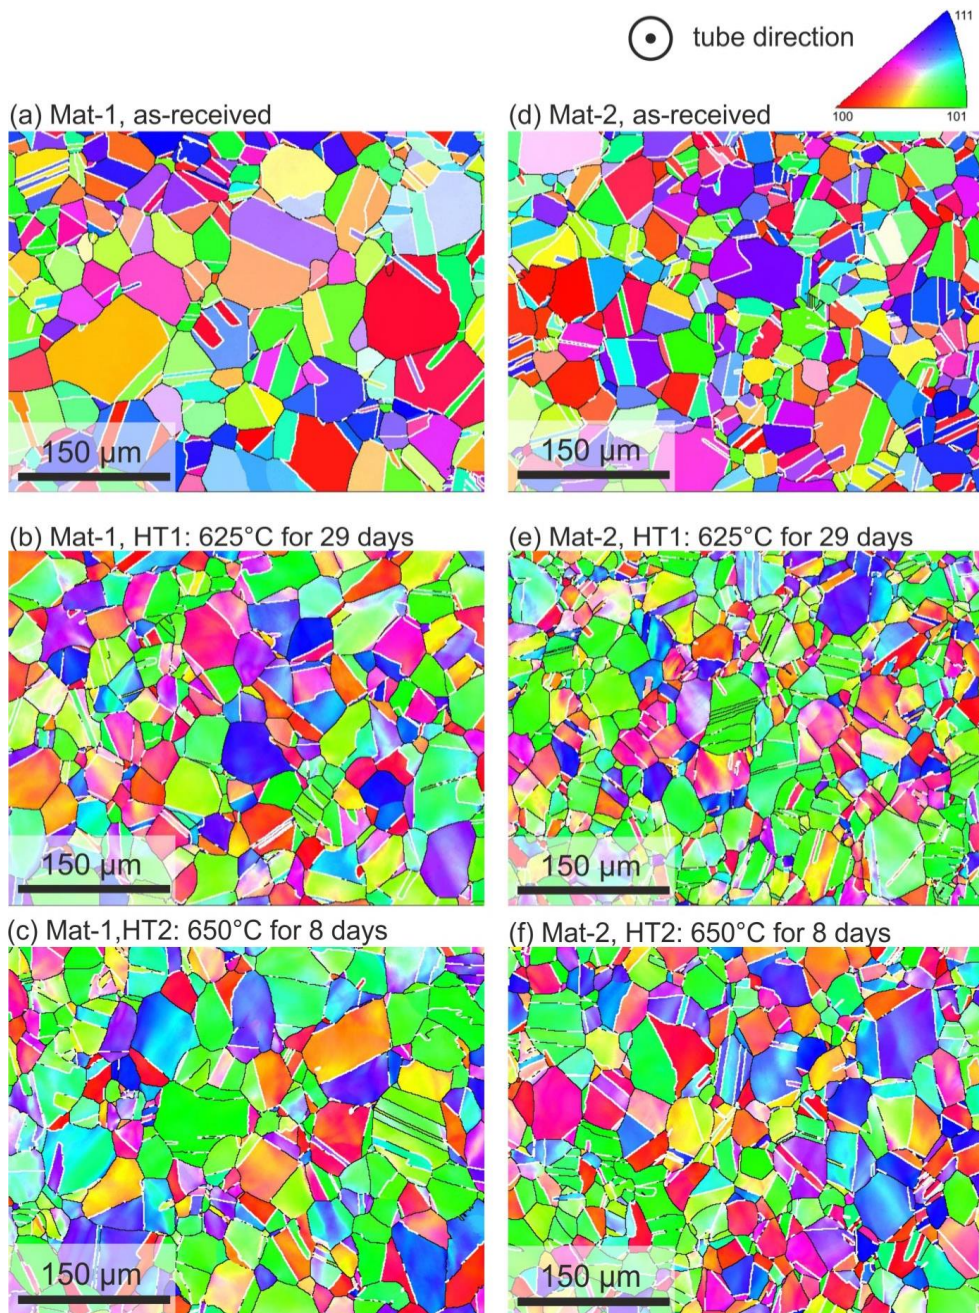 tube direction
111
100
101
(a) Mat-1, as-received
(d) Mat-2, as-received
150 µm
150 µm
(b) Mat-1, HT1: 625°C for 29 days
(e) Mat-2, HT1: 625°C for 29 days
150 µm
150 µm
(c) Mat-1,HT2: 650°C for 8 days
(f) Mat-2, HT2: 650°C for 8 days
150 µm
150 µm